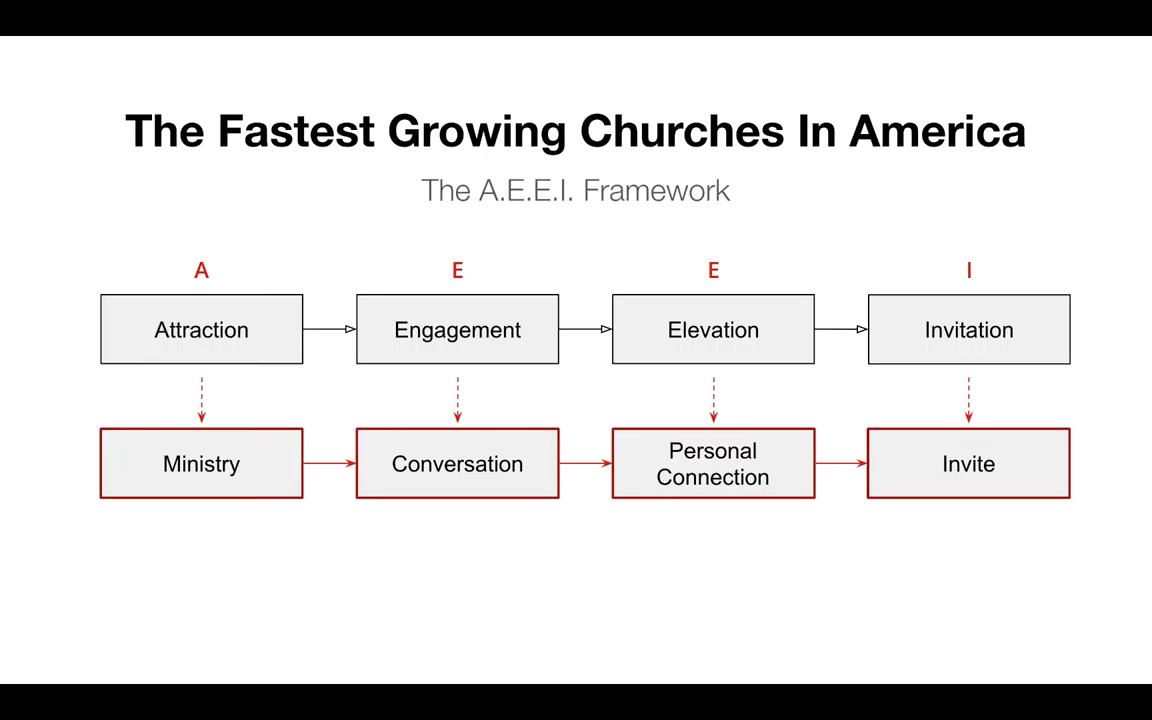 The Fastest Growing Churches In America
The A.E.E.I. Framework
A E E I
Attraction Engagement Elevation Invitation
Ministry Conversation Personal Connection Invite